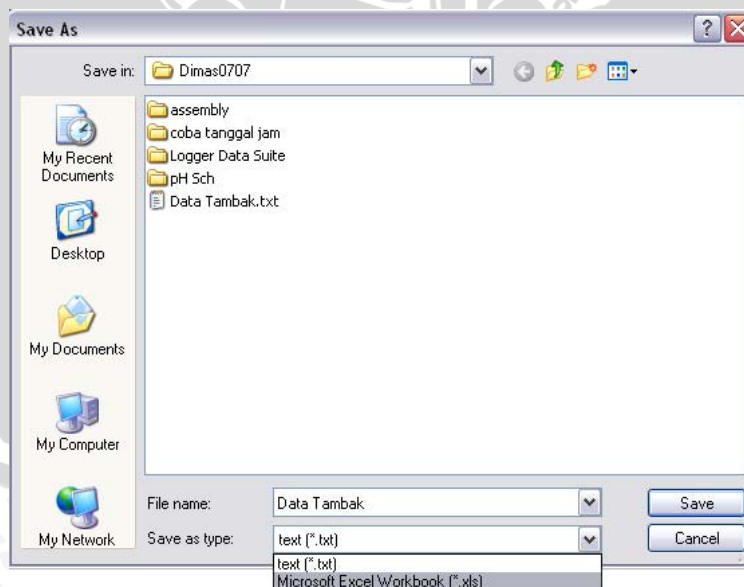 Save As
Save in:
Dimas0707
My Recent
Documents
Desktop
My Documents
My Computer
My Network
assembly
coba tanggal jam
Logger Data Suite
pH Sch
Data Tambak.txt
File name:
Data Tambak
Save
Save as type:
text (*.txt)
Cancel
text (*.txt)
Microsoft Excel Workbook (*.xls)